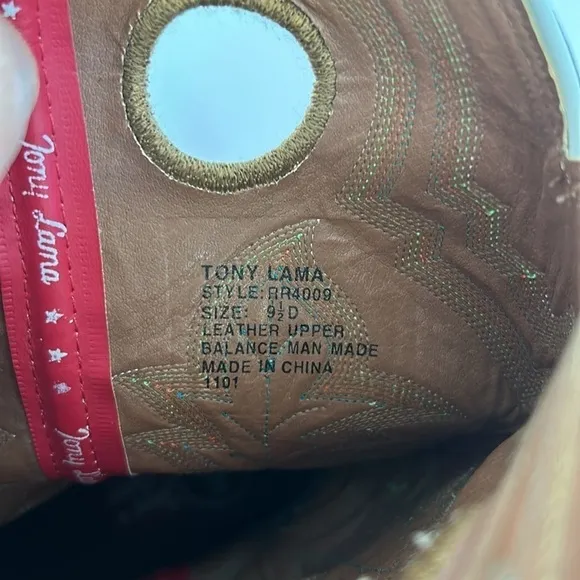 Tony Lama
TONY LAMA
STYLE: RR4009
SIZE: 9½D
LEATHER UPPER
BALANCE MAN MADE
MADE IN CHINA
1101
Tony